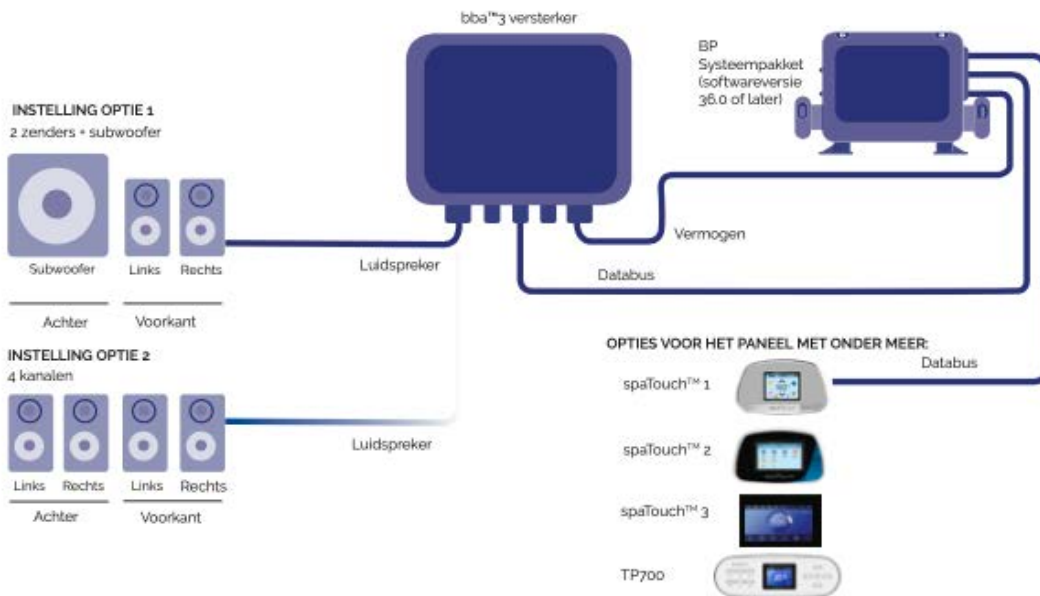 bba™3 versterker
BP
Systeempakket
(softwareversie
36.0 of later)
INSTELLING OPTIE 1
2 zenders + subwoofer
Subwoofer
Links
Rechts
Achter
Voorkant
Luidspreker
Vermogen
Databus
INSTELLING OPTIE 2
4 kanalen
Links
Rechts
Links
Rechts
Achter
Voorkant
Luidspreker
OPTIES VOOR HET PANEEL MET ONDER MEER:
Databus
spaTouch™ 1
spaTouch™ 2
spaTouch™ 3
TP700